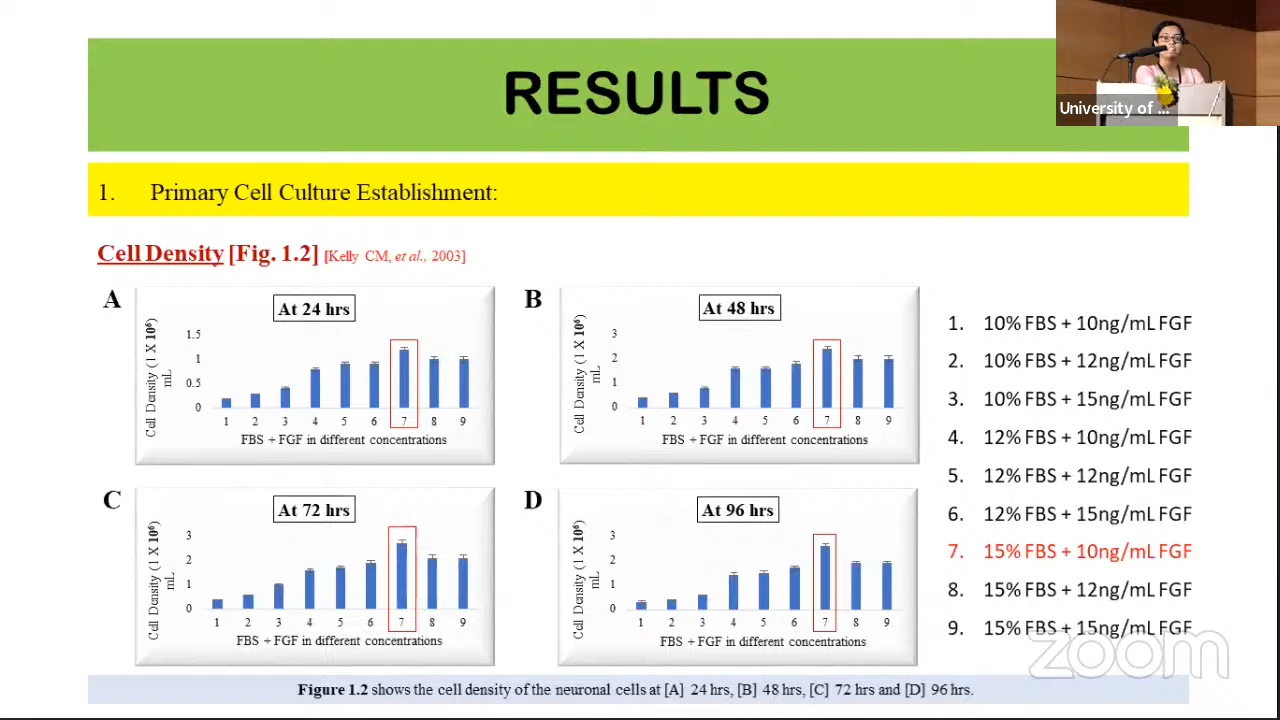 RESULTS
University of ...
1. Primary Cell Culture Establishment:
Cell Density [Fig. 1.2] [Kelly CM, et al., 2003]
A
At 24 hrs
Cell Density (1 X 10⁶) mL
1.5
1
0.5
0
1 2 3 4 5 6 7 8 9
FBS + FGF in different concentrations
B
At 48 hrs
Cell Density (1 X 10⁶) mL
3
2
1
0
1 2 3 4 5 6 7 8 9
FBS + FGF in different concentrations
C
At 72 hrs
Cell Density (1 X 10⁶) mL
3
2
1
0
1 2 3 4 5 6 7 8 9
FBS + FGF in different concentrations
D
At 96 hrs
Cell Density (1 X 10⁶) mL
3
2
1
0
1 2 3 4 5 6 7 8 9
FBS + FGF in different concentrations
1. 10% FBS + 10ng/mL FGF
2. 10% FBS + 12ng/mL FGF
3. 10% FBS + 15ng/mL FGF
4. 12% FBS + 10ng/mL FGF
5. 12% FBS + 12ng/mL FGF
6. 12% FBS + 15ng/mL FGF
7. 15% FBS + 10ng/mL FGF
8. 15% FBS + 12ng/mL FGF
9. 15% FBS + 15ng/mL FGF
zoom
Figure 1.2 shows the cell density of the neuronal cells at [A] 24 hrs, [B] 48 hrs, [C] 72 hrs and [D] 96 hrs.